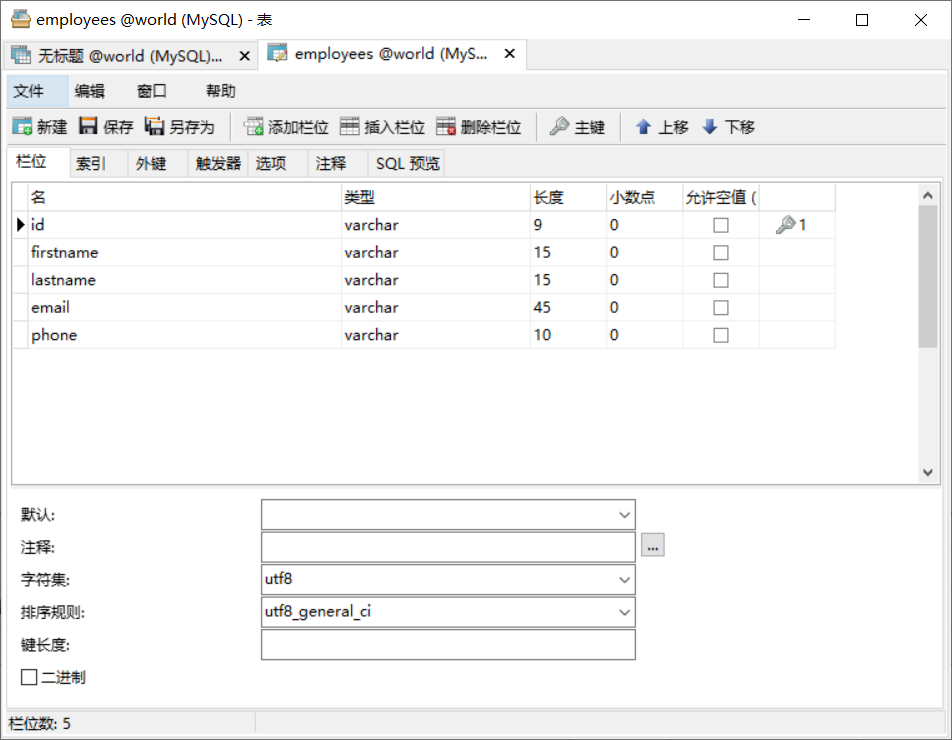 employees @world (MySQL) - 表
无标题 @world (MySQL)... employees @world (MyS...
文件 编辑 窗口 帮助
新建 保存 另存为 添加栏位 插入栏位 删除栏位 主键 上移 下移
栏位 索引 外键 触发器 选项 注释 SQL 预览
名 类型 长度 小数点 允许空值 (
id varchar 9 0 1
firstname varchar 15 0
lastname varchar 15 0
email varchar 45 0
phone varchar 10 0
默认:
注释: ...
字符集: utf8
排序规则: utf8_general_ci
键长度:
二进制
栏位数: 5